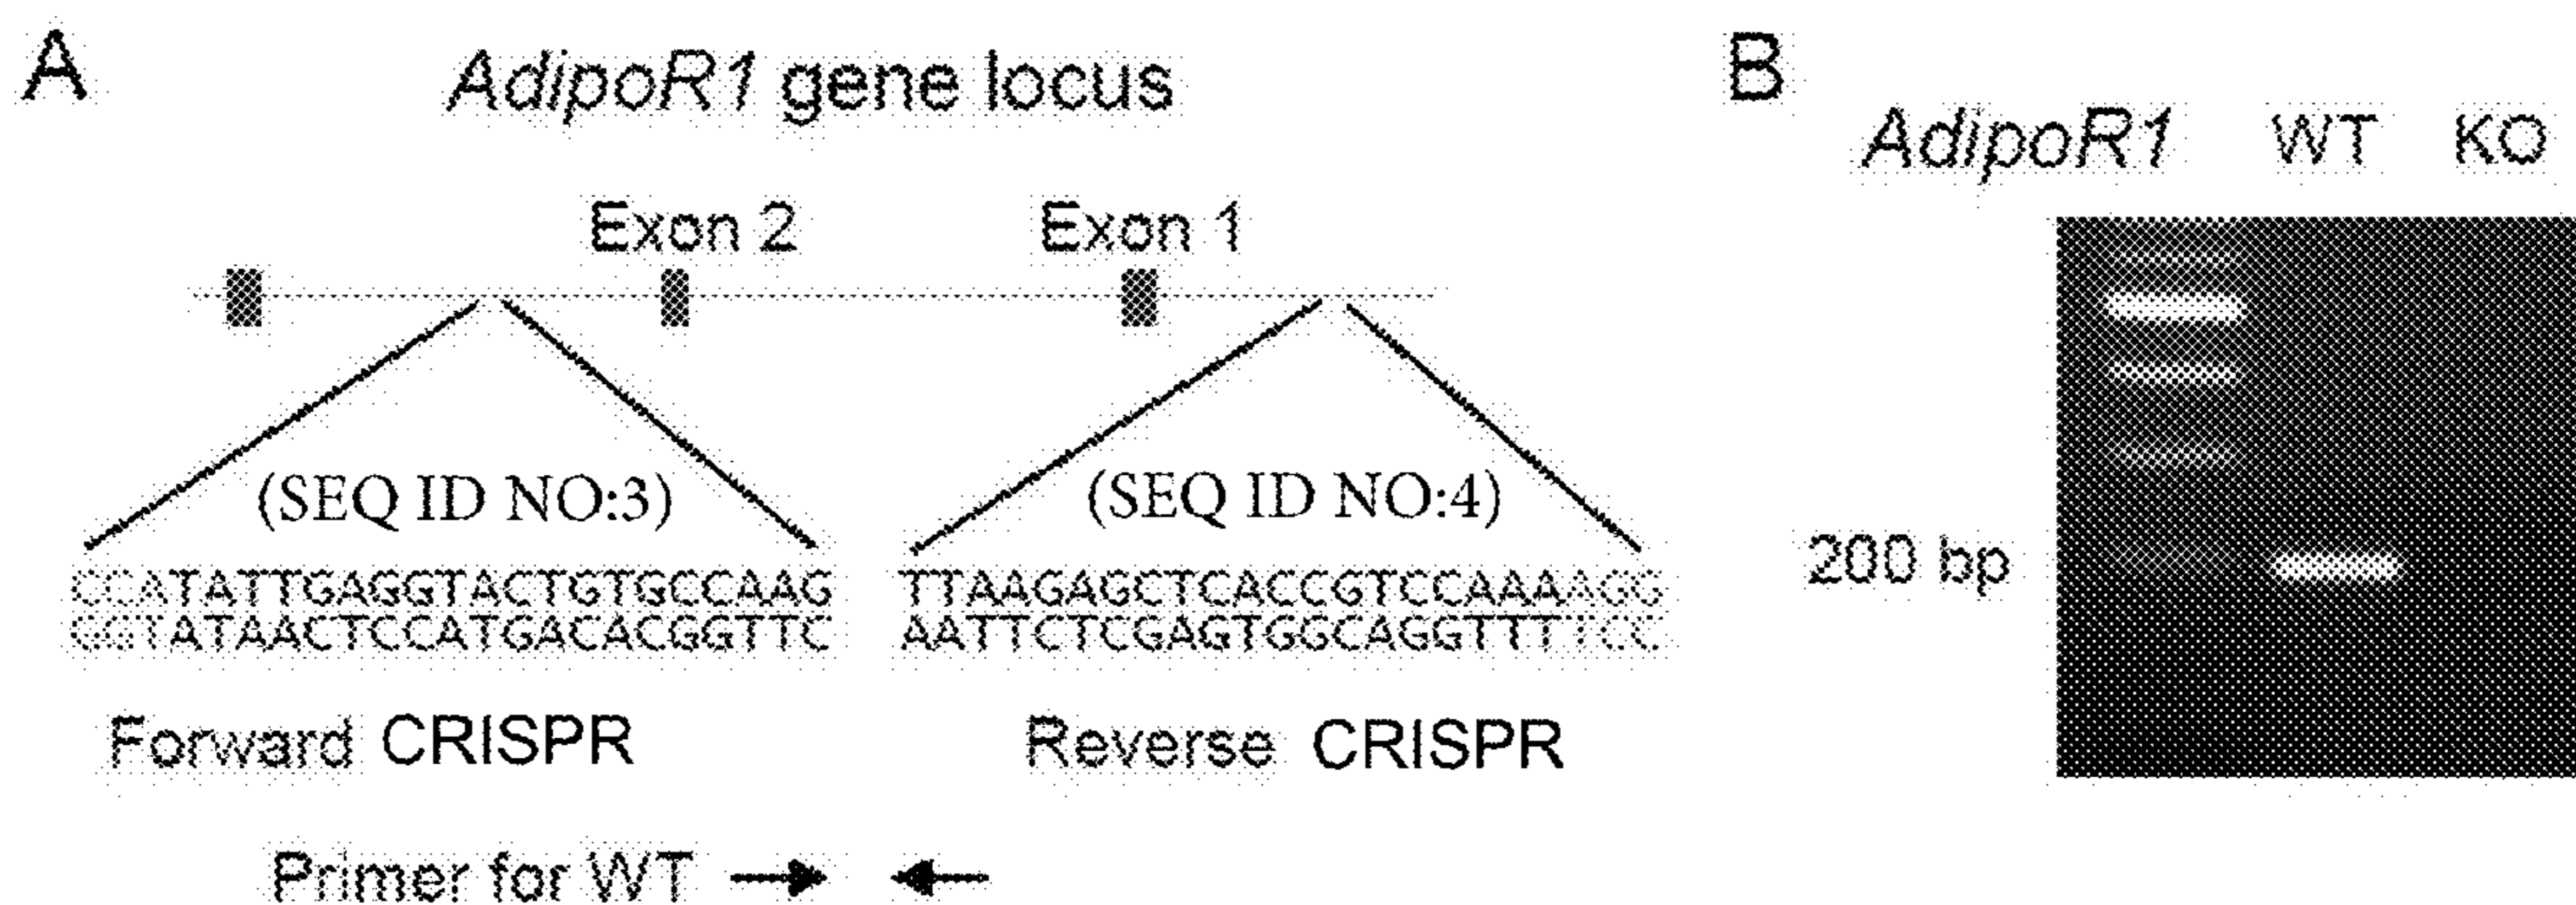 A
AdipoR1 gene locus
Exon 2
Exon 1
(SEQ ID NO:3)
(SEQ ID NO:4)
CCATATTGAGGTACTGTGCCAAG
GGTATAACTCCATGACACGGTTC
TTAAGAGCTCACCGTCCAAAAGG
AATTCTCGAGTGGCAGGTTTTCC
Forward CRISPR
Reverse CRISPR
Primer for WT
B
AdipoR1 WT KO
200 bp